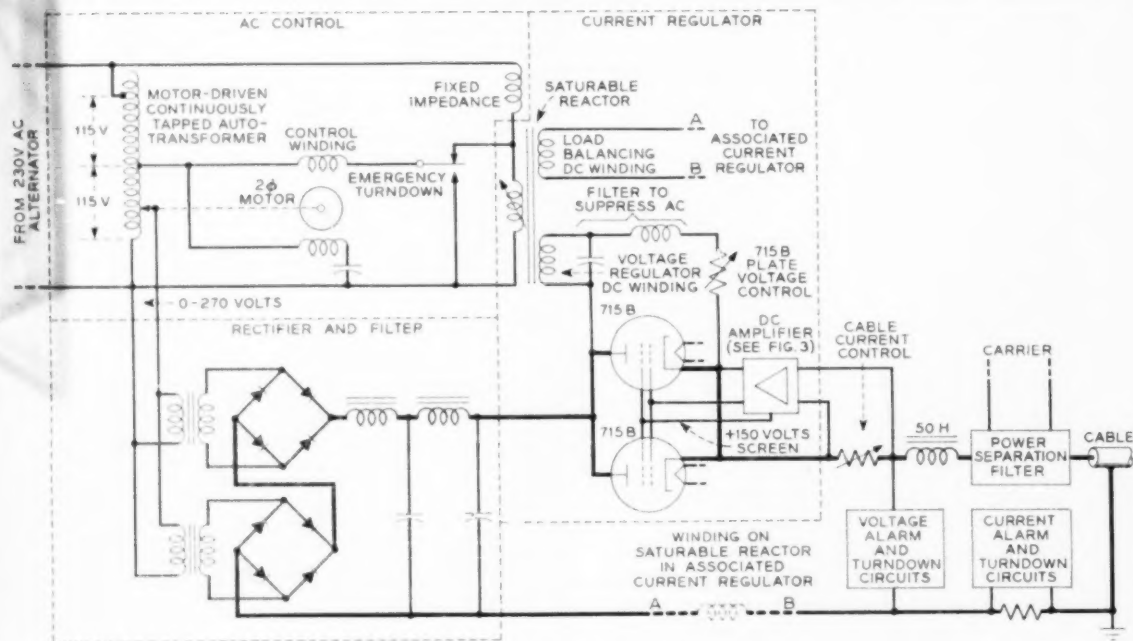 AC CONTROL
CURRENT REGULATOR
FROM 230V AC
ALTERNATOR
115 V
115 V
MOTOR-DRIVEN
CONTINUOUSLY
TAPPED AUTO-
TRANSFORMER
CONTROL
WINDING
2ϕ
MOTOR
EMERGENCY
TURNDOWN
FIXED
IMPEDANCE
SATURABLE
REACTOR
A
LOAD
BALANCING
DC WINDING
B
TO
ASSOCIATED
CURRENT
REGULATOR
FILTER TO
SUPPRESS AC
VOLTAGE
REGULATOR
DC WINDING
715 B
PLATE
VOLTAGE
CONTROL
0-270 VOLTS
RECTIFIER AND FILTER
715 B
DC
AMPLIFIER
(SEE FIG. 3)
CABLE
CURRENT
CONTROL
CARRIER
715 B
+150 VOLTS
SCREEN
50 H
POWER
SEPARATION
FILTER
CABLE
WINDING ON
SATURABLE REACTOR
IN ASSOCIATED
CURRENT REGULATOR
A
B
VOLTAGE
ALARM
AND
TURNDOWN
CIRCUITS
CURRENT
ALARM AND
TURNDOWN
CIRCUITS